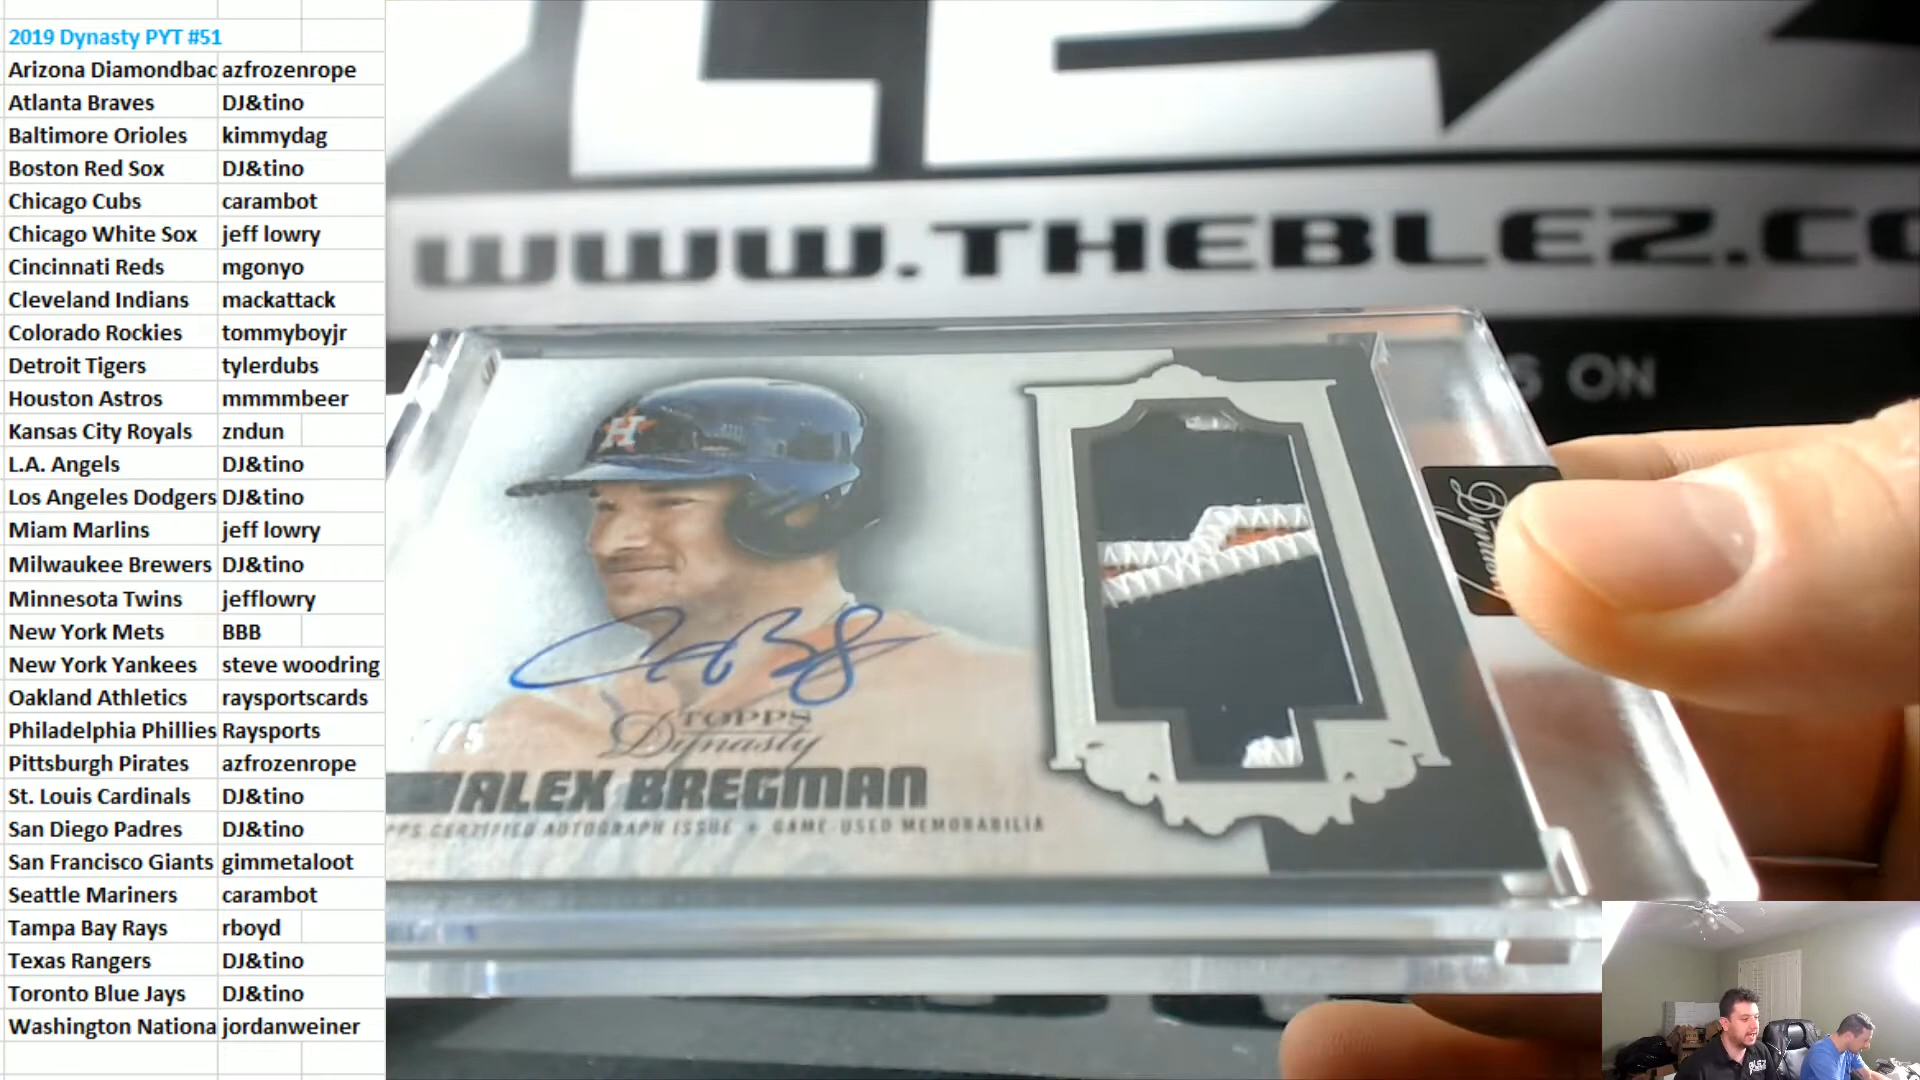 2019 Dynasty PYT #51
Arizona Diamondbac azfrozenrope
Atlanta Braves DJ&tino
Baltimore Orioles kimmydag
Boston Red Sox DJ&tino
Chicago Cubs carambot
Chicago White Sox jeff lowry
Cincinnati Reds mgonyo
Cleveland Indians mackattack
Colorado Rockies tommyboyjr
Detroit Tigers tylerdubs
Houston Astros mmmmbeer
Kansas City Royals zndun
L.A. Angels DJ&tino
Los Angeles Dodgers DJ&tino
Miam Marlins jeff lowry
Milwaukee Brewers DJ&tino
Minnesota Twins jefflowry
New York Mets BBB
New York Yankees steve woodring
Oakland Athletics raysportscards
Philadelphia Phillies Raysports
Pittsburgh Pirates azfrozenrope
St. Louis Cardinals DJ&tino
San Diego Padres DJ&tino
San Francisco Giants gimmetaloot
Seattle Mariners carambot
Tampa Bay Rays rboyd
Texas Rangers DJ&tino
Toronto Blue Jays DJ&tino
Washington Nationa jordanweiner
WWW.THEBLEZ.CO
S ON
H
TOPPS
Dynasty
ALEX BREGMAN
PPS CERTIFIED AUTOGRAPH ISSUE • GAME-USED MEMORABILIA
Dynasty
BLEZ